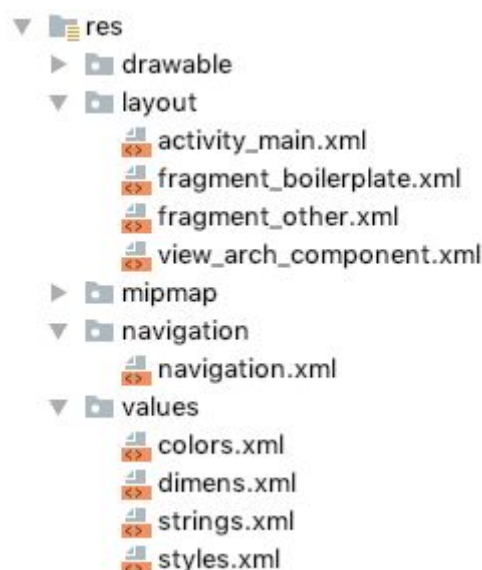 res
drawable
layout
activity_main.xml
fragment_boilerplate.xml
fragment_other.xml
view_arch_component.xml
mipmap
navigation
navigation.xml
values
colors.xml
dimens.xml
strings.xml
styles.xml